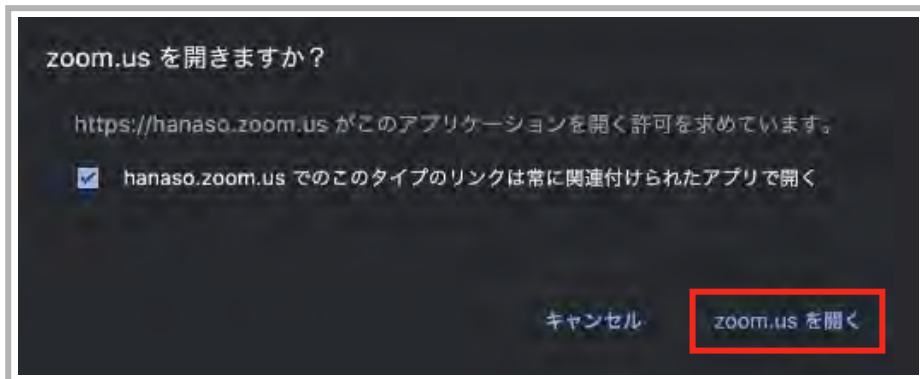 zoom.us を開きますか？
https://hanaso.zoom.us がこのアプリケーションを開く許可を求めています。
hanaso.zoom.us でのこのタイプのリンクは常に関連付けられたアプリで開く
キャンセル
zoom.us を開く